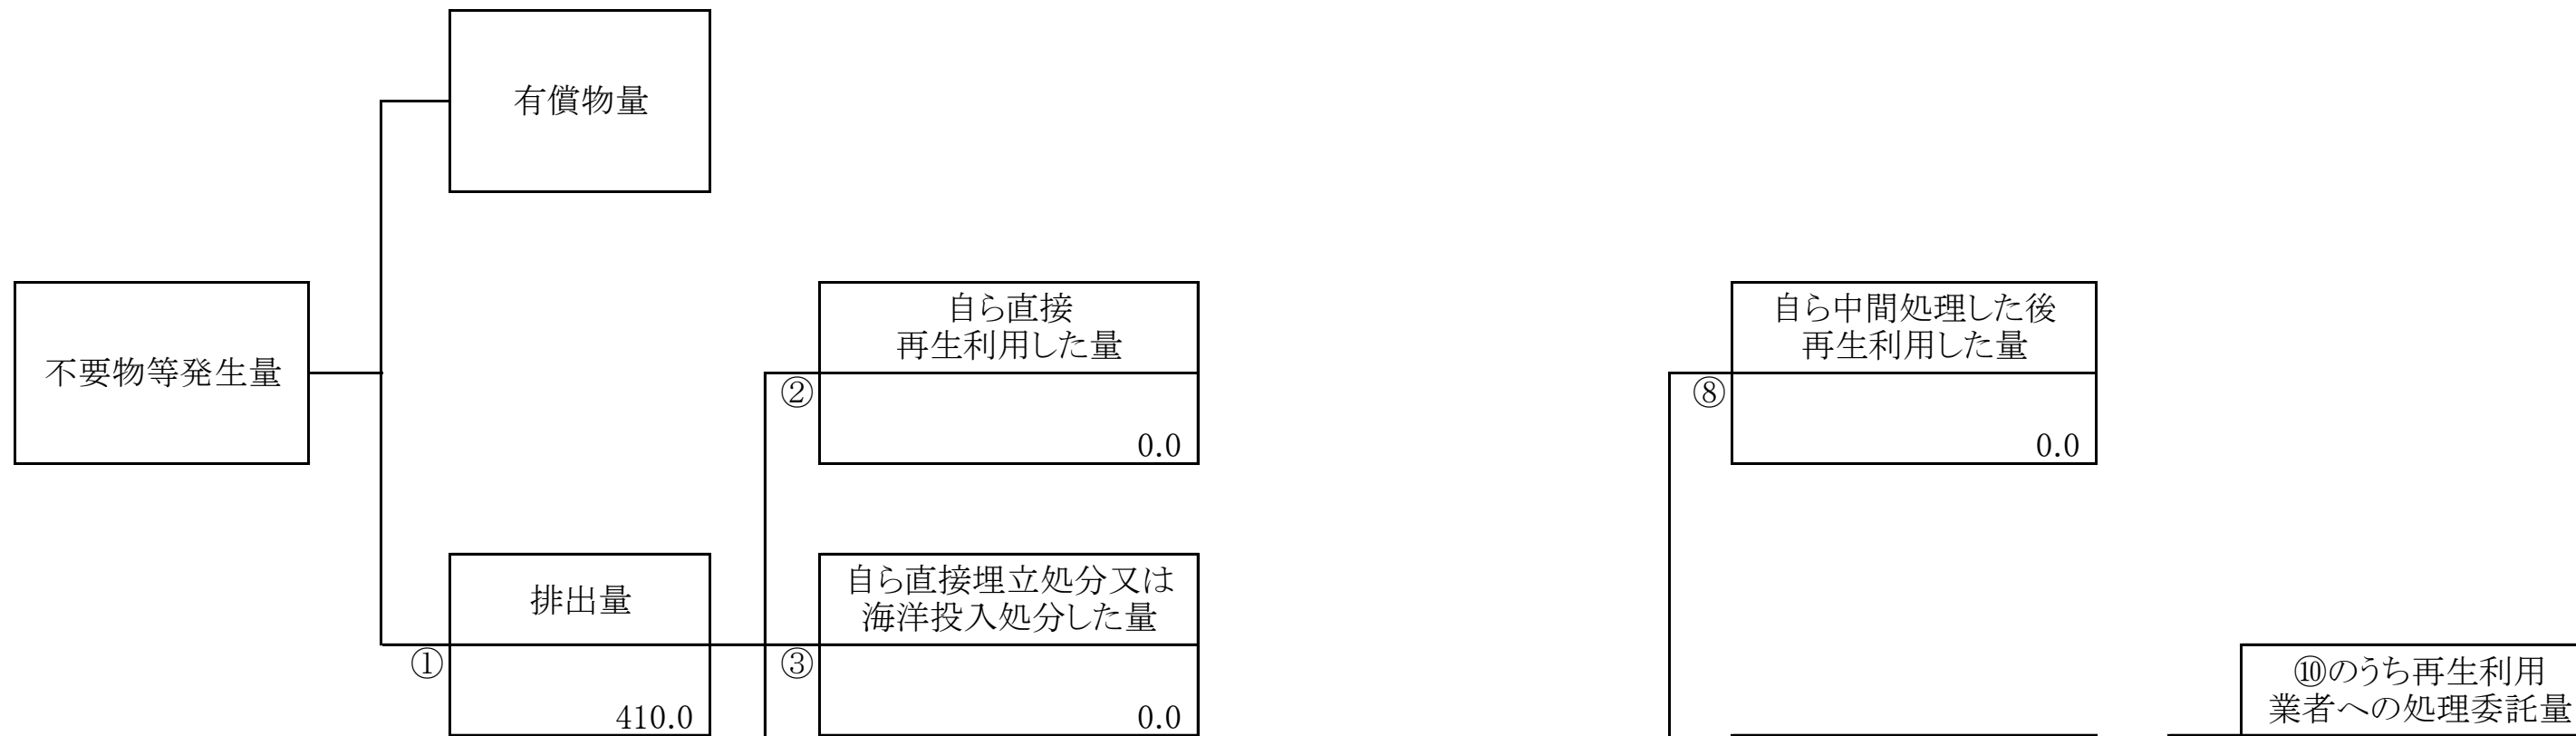 有償物量
不要物等発生量
自ら直接
再生利用した量
②
0.0
自ら中間処理した後
再生利用した量
⑧
0.0
排出量
①
410.0
自ら直接埋立処分又は
海洋投入処分した量
③
0.0
⑩のうち再生利用
業者への処理委託量